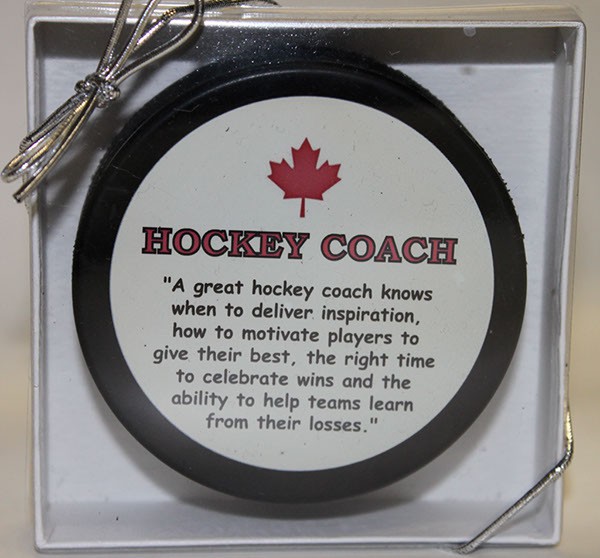 HOCKEY COACH
"A great hockey coach knows
when to deliver inspiration,
how to motivate players to
give their best, the right time
to celebrate wins and the
ability to help teams learn
from their losses."